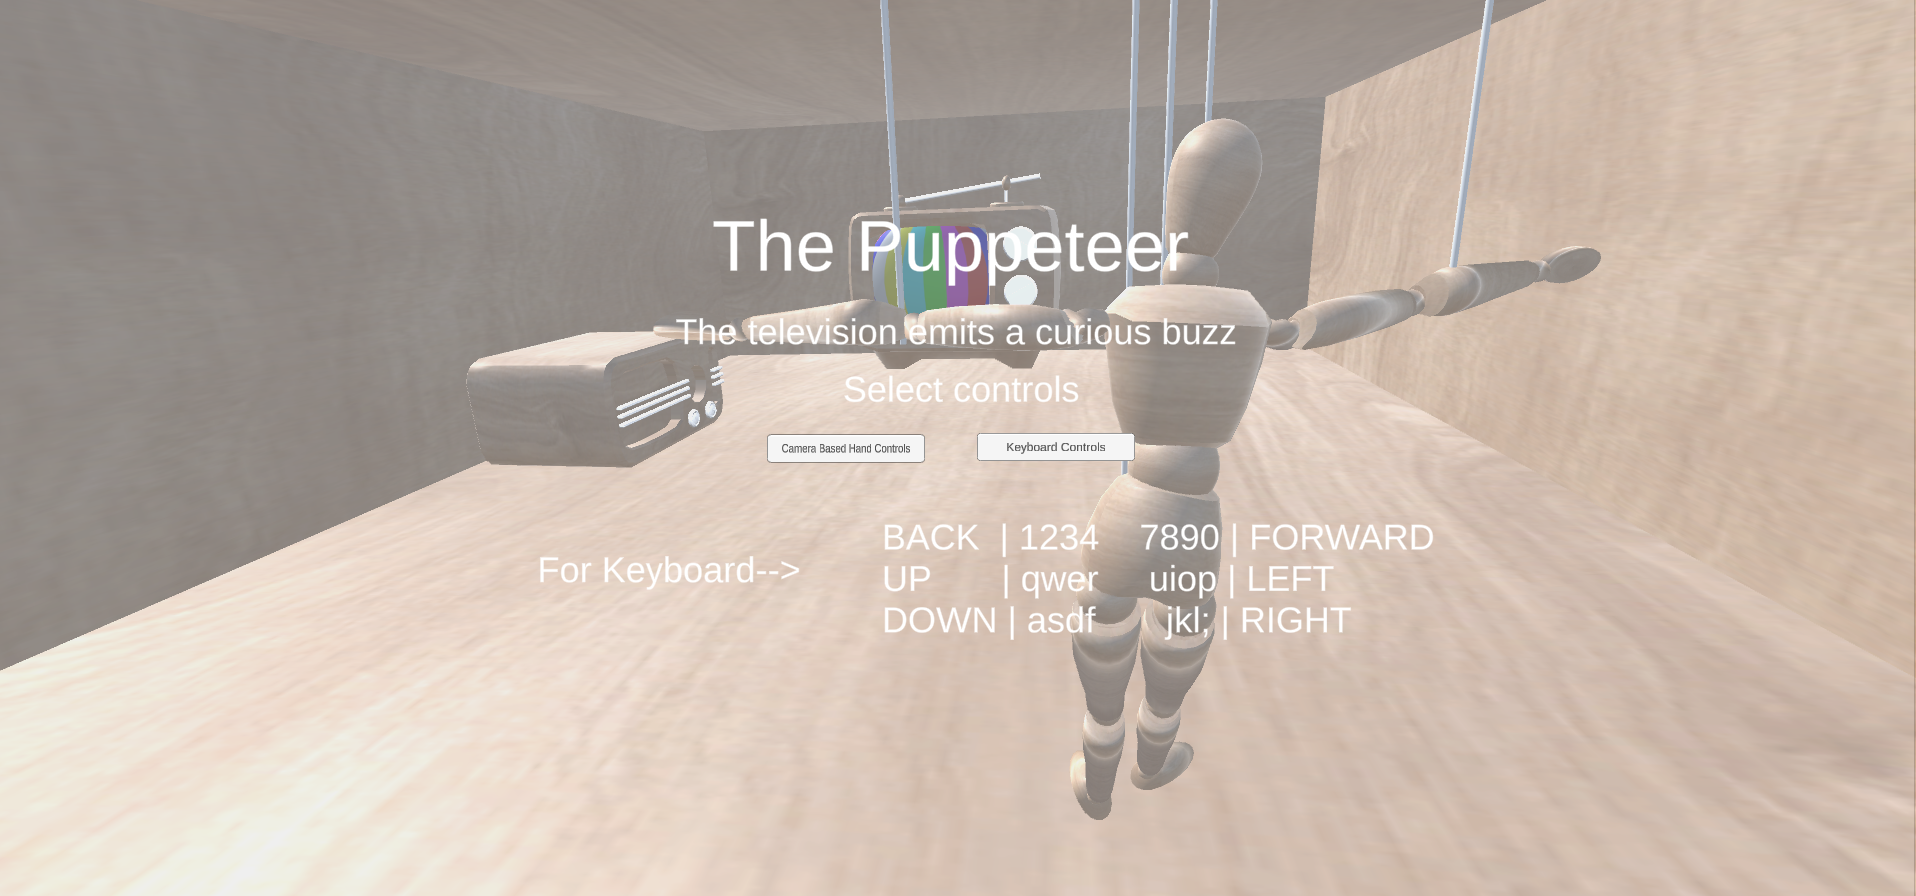 The Puppeteer
The television emits a curious buzz
Select controls
Camera Based Hand Controls
Keyboard Controls
For Keyboard-->
BACK | 1234 7890 | FORWARD
UP | qwer uiop | LEFT
DOWN | asdf jkl; | RIGHT